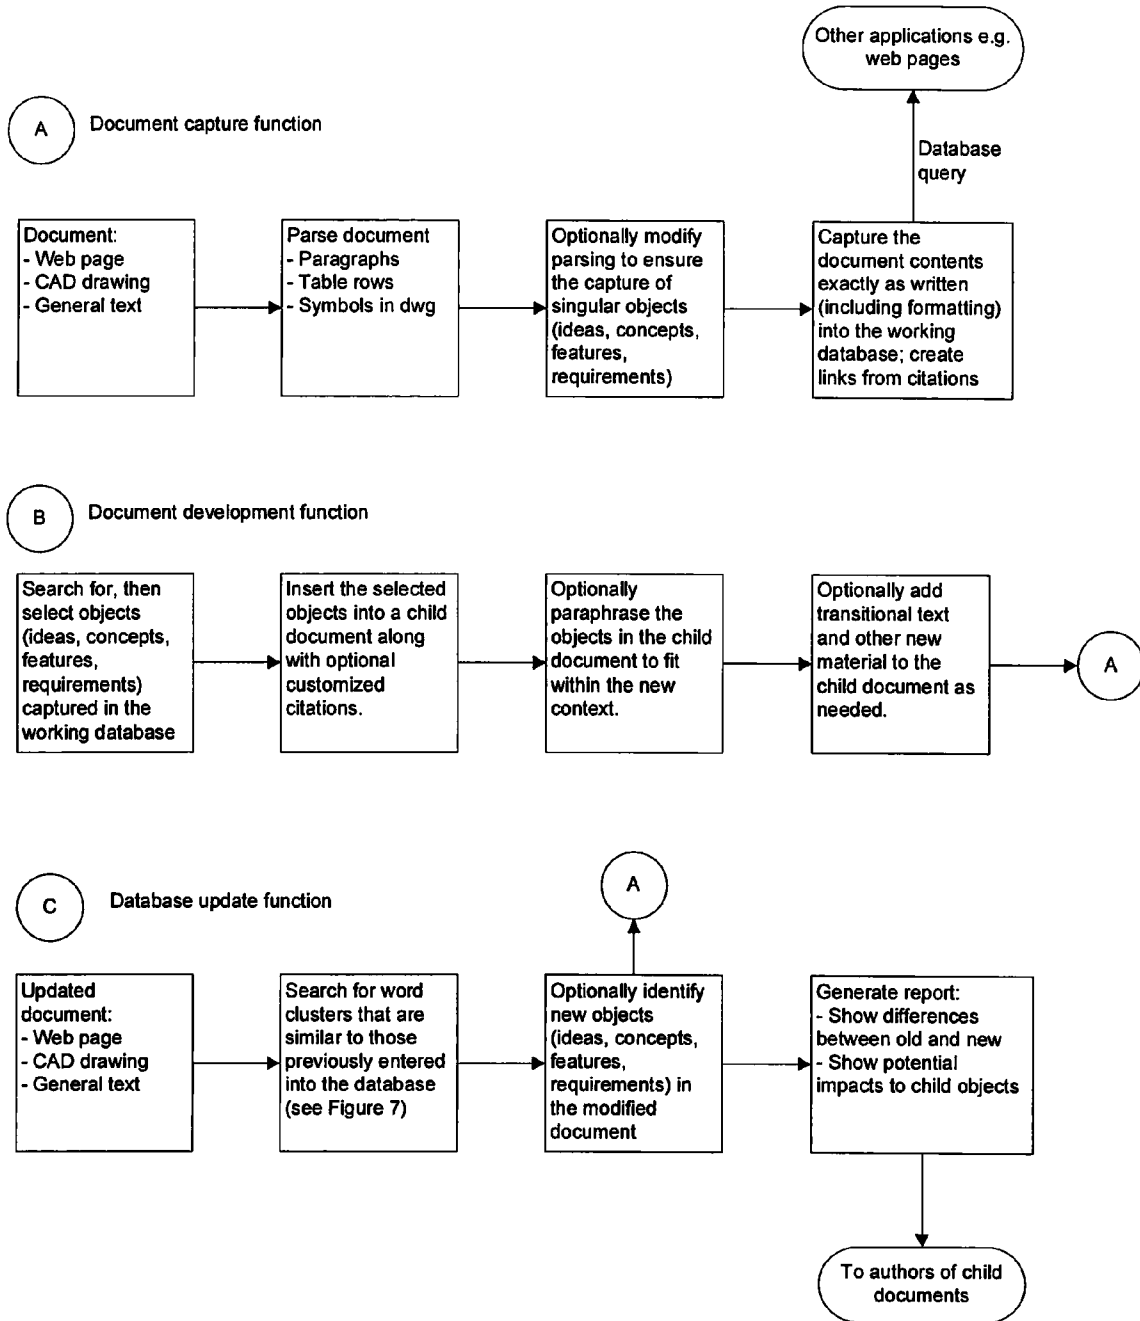 Other applications e.g.
web pages
A
Document capture function
Database
query
Document:
- Web page
- CAD drawing
- General text
Parse document
- Paragraphs
- Table rows
- Symbols in dwg
Optionally modify
parsing to ensure
the capture of
singular objects
(ideas, concepts,
features,
requirements)
Capture the
document contents
exactly as written
(including formatting)
into the working
database; create
links from citations
B
Document development function
Search for, then
select objects
(ideas, concepts,
features,
requirements)
captured in the
working database
Insert the selected
objects into a child
document along
with optional
customized
citations.
Optionally
paraphrase the
objects in the child
document to fit
within the new
context.
Optionally add
transitional text
and other new
material to the
child document as
needed.
A
C
Database update function
A
Updated
document:
- Web page
- CAD drawing
- General text
Search for word
clusters that are
similar to those
previously entered
into the database
(see Figure 7)
Optionally identify
new objects
(ideas, concepts,
features,
requirements) in
the modified
document
Generate report:
- Show differences
between old and new
- Show potential
impacts to child objects
To authors of child
documents